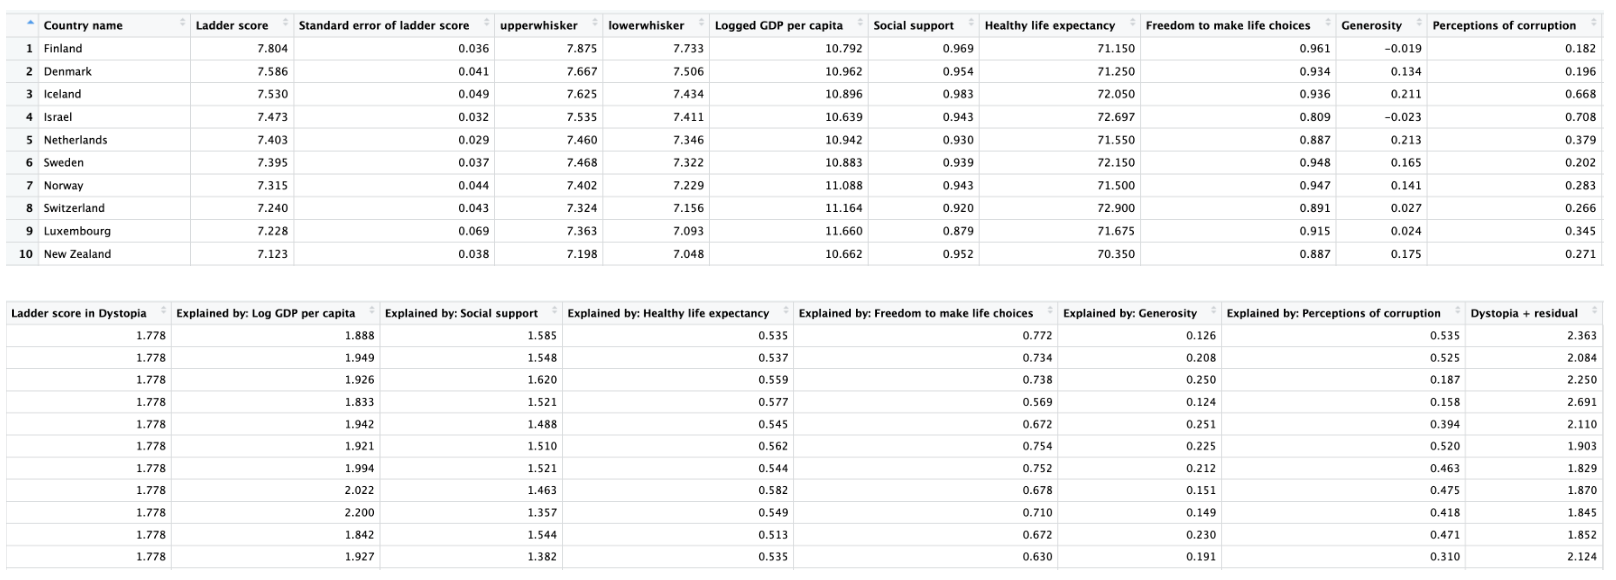 Country name Ladder score Standard error of ladder score upperwhisker lowerwhisker Logged GDP per capita Social support Healthy life expectancy Freedom to make life choices Generosity Perceptions of corruption
1 Finland 7.804 0.036 7.875 7.733 10.792 0.969 71.150 0.961 −0.019 0.182
2 Denmark 7.586 0.041 7.667 7.506 10.962 0.954 71.250 0.934 0.134 0.196
3 Iceland 7.530 0.049 7.625 7.434 10.896 0.983 72.050 0.936 0.211 0.668
4 Israel 7.473 0.032 7.535 7.411 10.639 0.943 72.697 0.809 −0.023 0.708
5 Netherlands 7.403 0.029 7.460 7.346 10.942 0.930 71.550 0.887 0.213 0.379
6 Sweden 7.395 0.037 7.468 7.322 10.883 0.939 72.150 0.948 0.165 0.202
7 Norway 7.315 0.044 7.402 7.229 11.088 0.943 71.500 0.947 0.141 0.283
8 Switzerland 7.240 0.043 7.324 7.156 11.164 0.920 72.900 0.891 0.027 0.266
9 Luxembourg 7.228 0.069 7.363 7.093 11.660 0.879 71.675 0.915 0.024 0.345
10 New Zealand 7.123 0.038 7.198 7.048 10.662 0.952 70.350 0.887 0.175 0.271
Ladder score in Dystopia Explained by: Log GDP per capita Explained by: Social support Explained by: Healthy life expectancy Explained by: Freedom to make life choices Explained by: Generosity Explained by: Perceptions of corruption Dystopia + residual
1.778 1.888 1.585 0.535 0.772 0.126 0.535 2.363
1.778 1.949 1.548 0.537 0.734 0.208 0.525 2.084
1.778 1.926 1.620 0.559 0.738 0.250 0.187 2.250
1.778 1.833 1.521 0.577 0.569 0.124 0.158 2.691
1.778 1.942 1.488 0.545 0.672 0.251 0.394 2.110
1.778 1.921 1.510 0.562 0.754 0.225 0.520 1.903
1.778 1.994 1.521 0.544 0.752 0.212 0.463 1.829
1.778 2.022 1.463 0.582 0.678 0.151 0.475 1.870
1.778 2.200 1.357 0.549 0.710 0.149 0.418 1.845
1.778 1.842 1.544 0.513 0.672 0.230 0.471 1.852
1.778 1.927 1.382 0.535 0.630 0.191 0.310 2.124